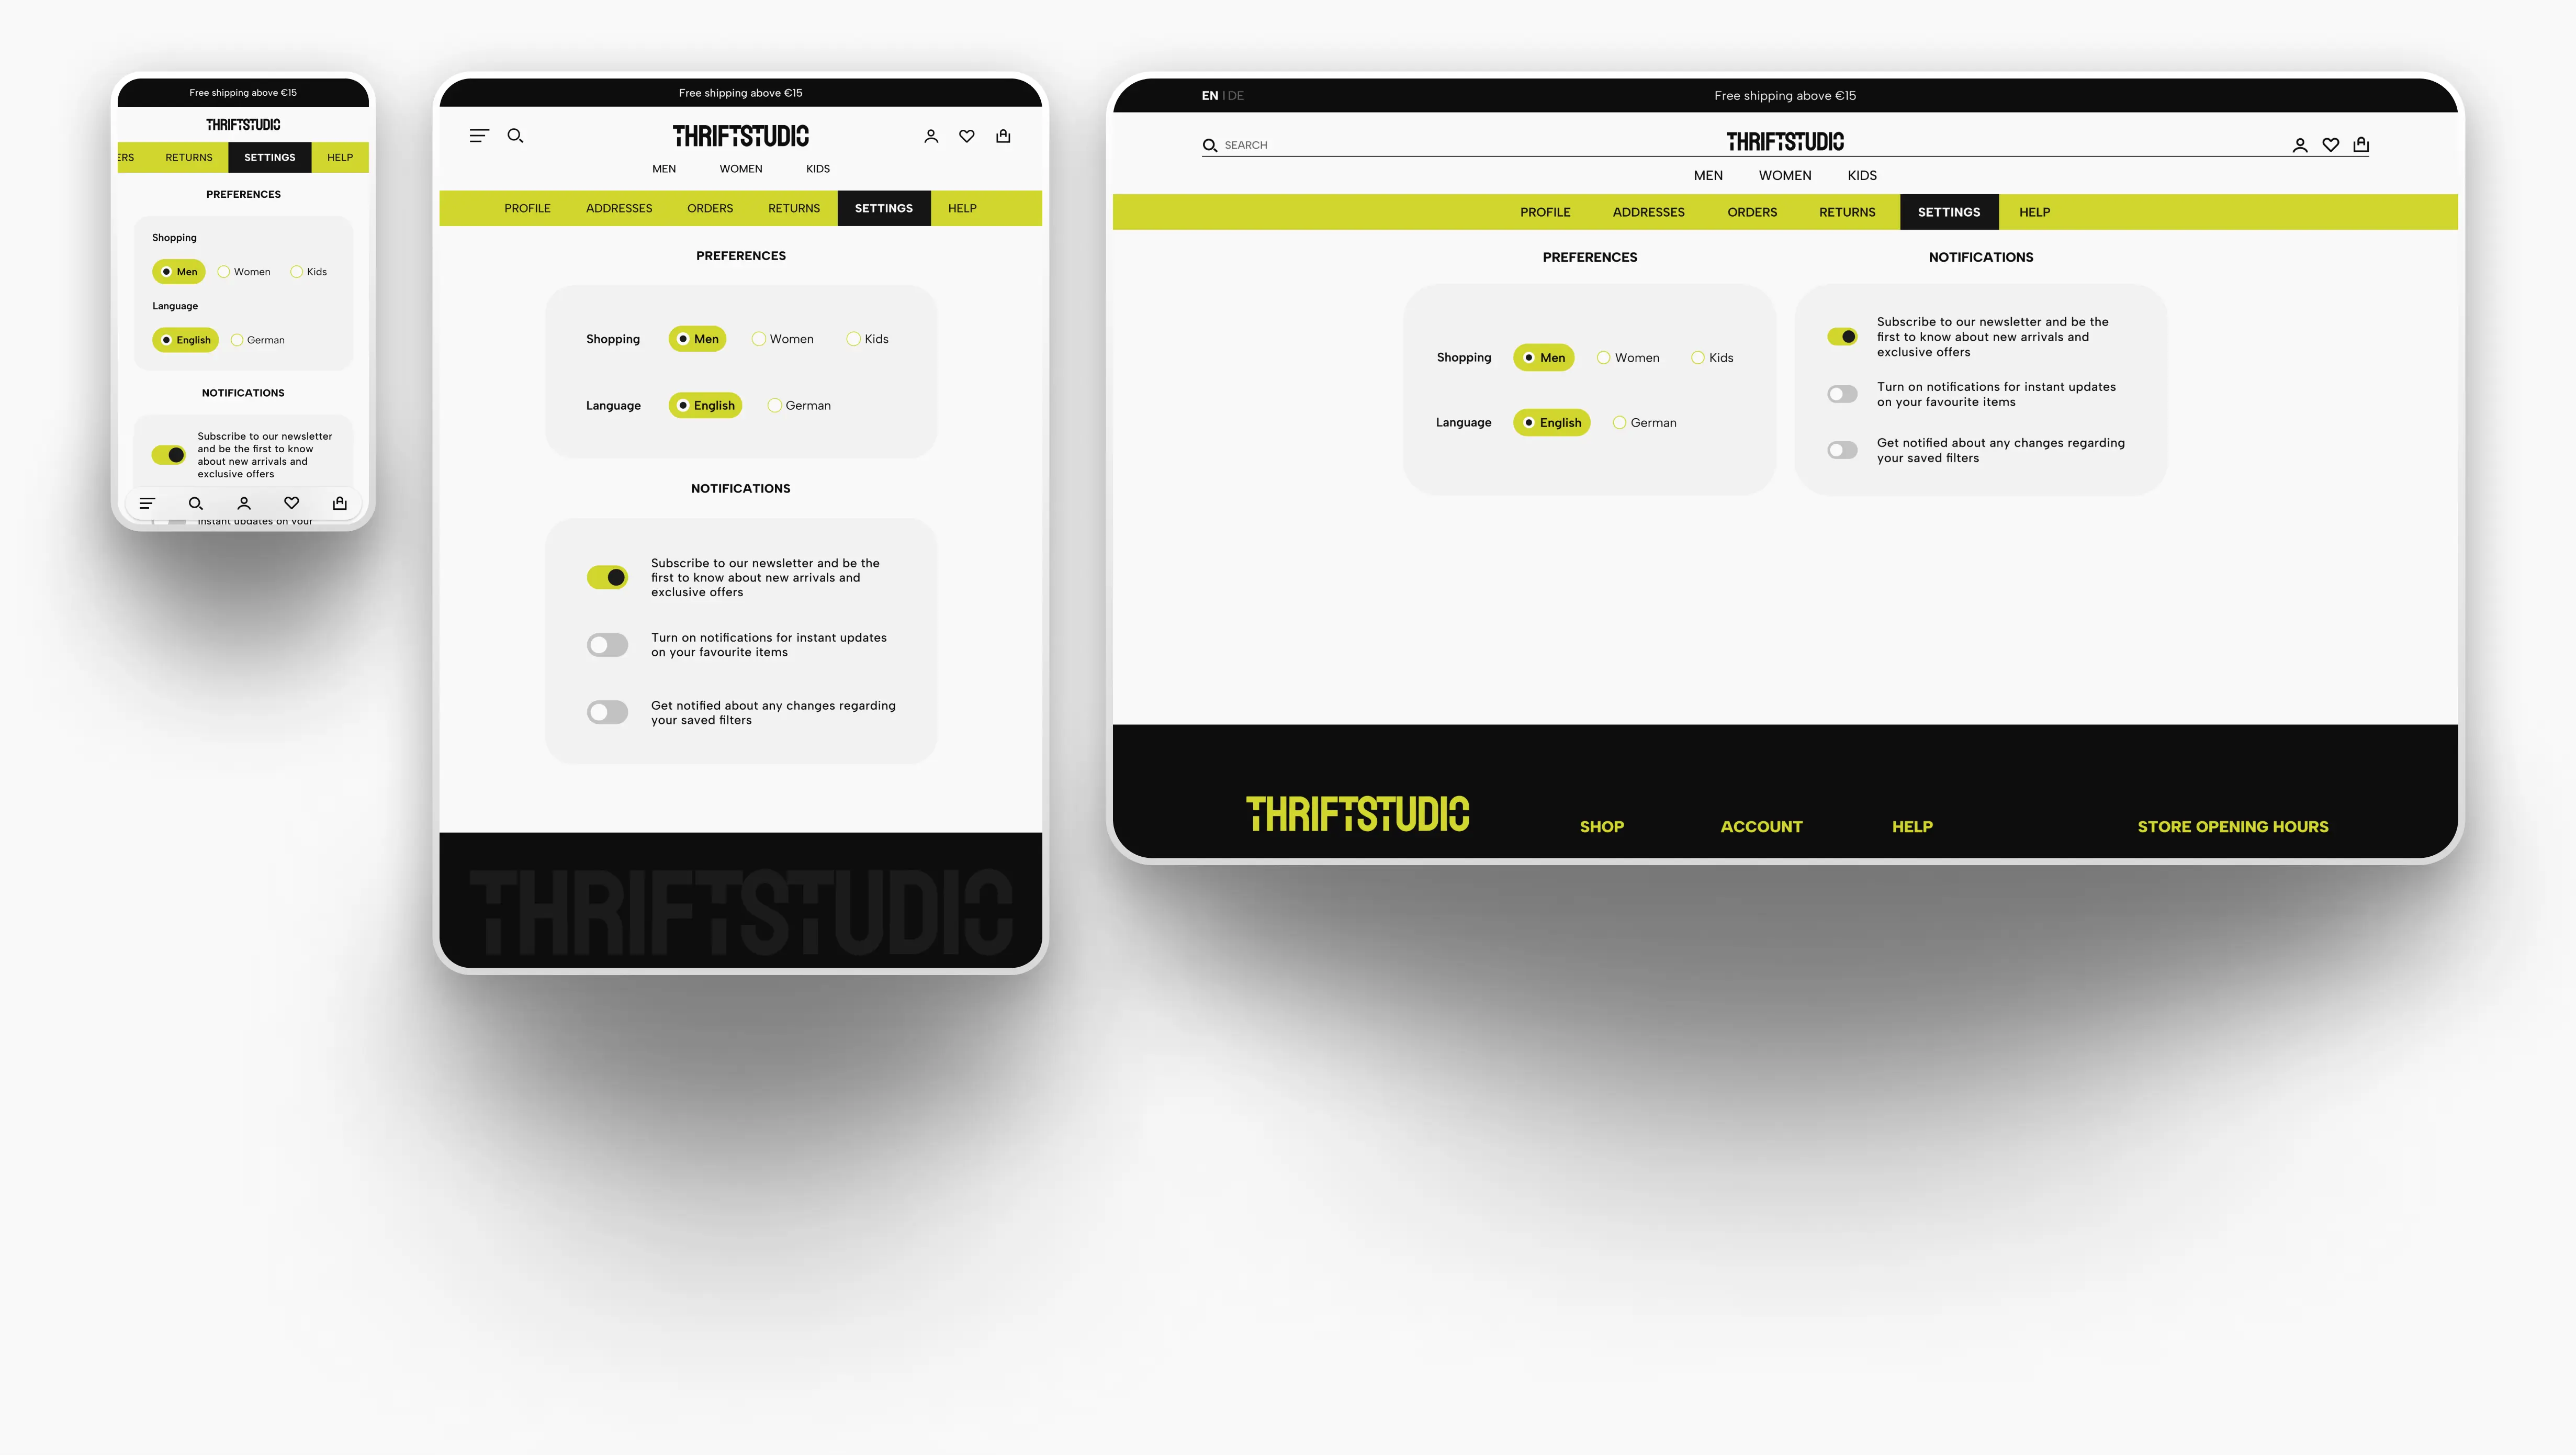 Free shipping above €15
THRIFTSTUDIO
ERS RETURNS SETTINGS HELP
PREFERENCES
Shopping
Men Women Kids
Language
English German
NOTIFICATIONS
Subscribe to our newsletter
and be the first to know
about new arrivals and
exclusive offers
instant updates on your
Free shipping above €15
THRIFTSTUDIO
MEN WOMEN KIDS
PROFILE ADDRESSES ORDERS RETURNS SETTINGS HELP
PREFERENCES
Shopping Men Women Kids
Language English German
NOTIFICATIONS
Subscribe to our newsletter and be the
first to know about new arrivals and
exclusive offers
Turn on notifications for instant updates
on your favourite items
Get notified about any changes regarding
your saved filters
THRIFTSTUDIO
EN | DE Free shipping above €15
SEARCH THRIFTSTUDIO
MEN WOMEN KIDS
PROFILE ADDRESSES ORDERS RETURNS SETTINGS HELP
PREFERENCES
Shopping Men Women Kids
Language English German
NOTIFICATIONS
Subscribe to our newsletter and be the
first to know about new arrivals and
exclusive offers
Turn on notifications for instant updates
on your favourite items
Get notified about any changes regarding
your saved filters
THRIFTSTUDIO SHOP ACCOUNT HELP STORE OPENING HOURS